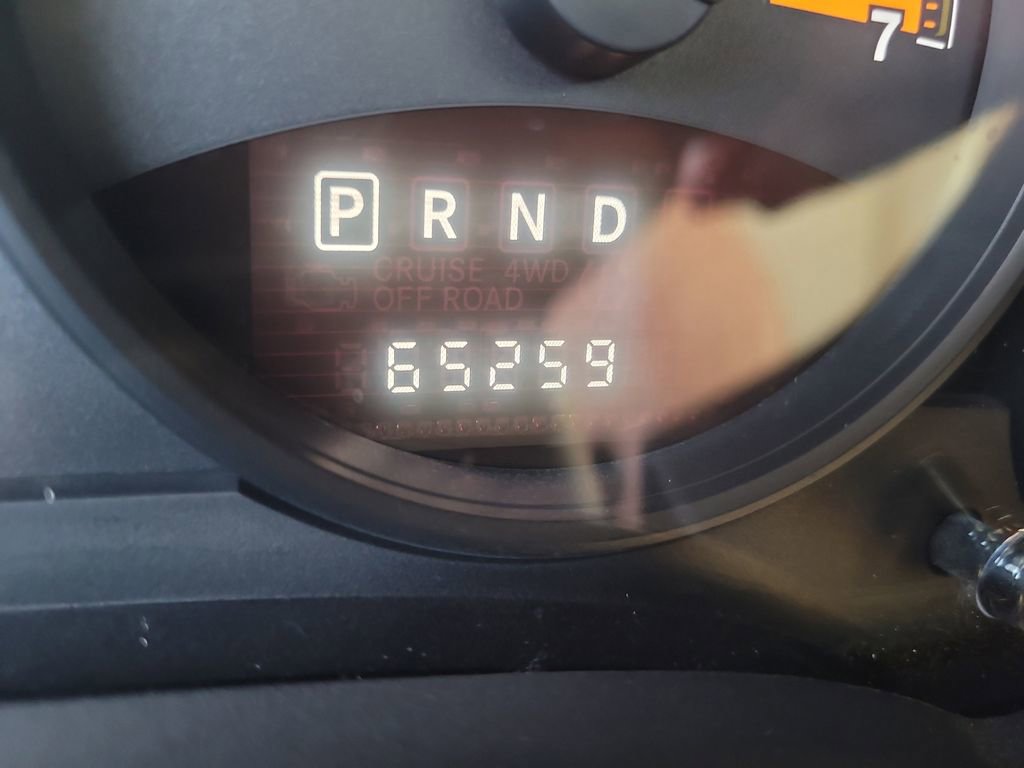 7
P R N D
CRUISE 4WD
OFF ROAD
65259